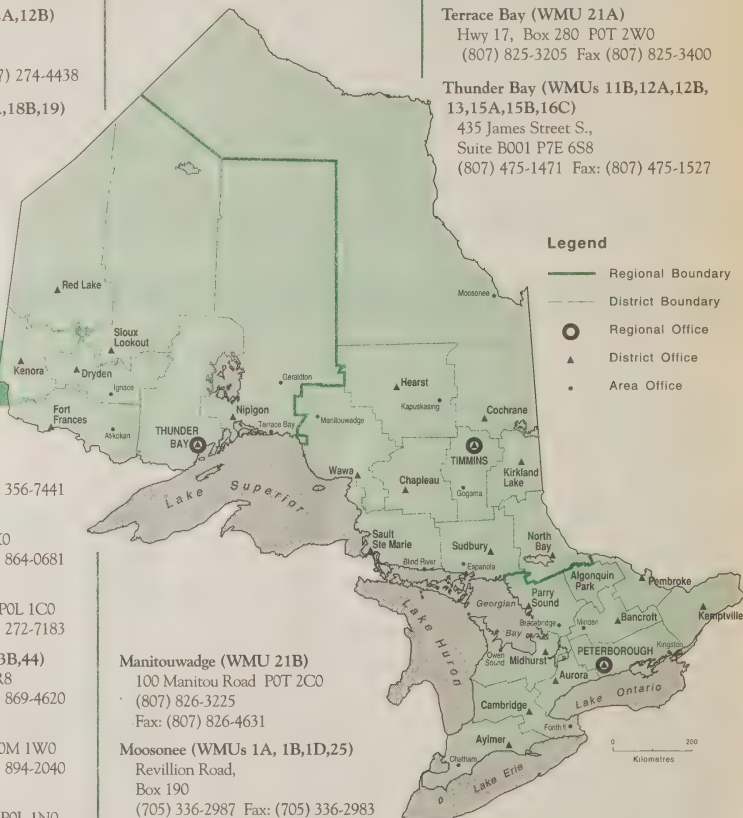 A,12B)
7) 274-4438
,18B,19)
356-7441
864-0681
P0L 1C0
272-7183
3B,44)
R8
869-4620
0M 1W0
894-2040
P0L 1N0
Manitouwadge (WMU 21B)
100 Manitou Road P0T 2C0
(807) 826-3225
Fax: (807) 826-4631
Moosonee (WMUs 1A, 1B,1D,25)
Revillion Road,
Box 190
(705) 336-2987 Fax: (705) 336-2983
Terrace Bay (WMU 21A)
Hwy 17, Box 280 P0T 2W0
(807) 825-3205 Fax (807) 825-3400
Thunder Bay (WMUs 11B,12A,12B,
13,15A,15B,16C)
435 James Street S.,
Suite B001 P7E 6S8
(807) 475-1471 Fax: (807) 475-1527
Legend
Regional Boundary
District Boundary
Regional Office
District Office
Area Office
Moosonee
Red Lake
Sioux
Lookout
Kenora
Dryden
Ignace
Fort
Frances
Atikokan
THUNDER
BAY
Nipigon
Geraldton
Terrace Bay
Manitouwadge
Hearst
Kapuskasing
Cochrane
TIMMINS
Kirkland
Lake
Wawa
Chapleau
Gogama
Lake Superior
Sault
Ste Marie
Blind River
Sudbury
Espanola
North
Bay
Algonquin
Park
Pembroke
Parry
Sound
Georgian
Bay
Bracebridge
Minden
Bancroft
Kemptville
Kingston
Owen
Sound
Midhurst
PETERBOROUGH
Aurora
Lake Huron
Lake Ontario
Cambridge
Fonthill
Aylmer
Chatham
Lake Erie
0
200
Kilometres